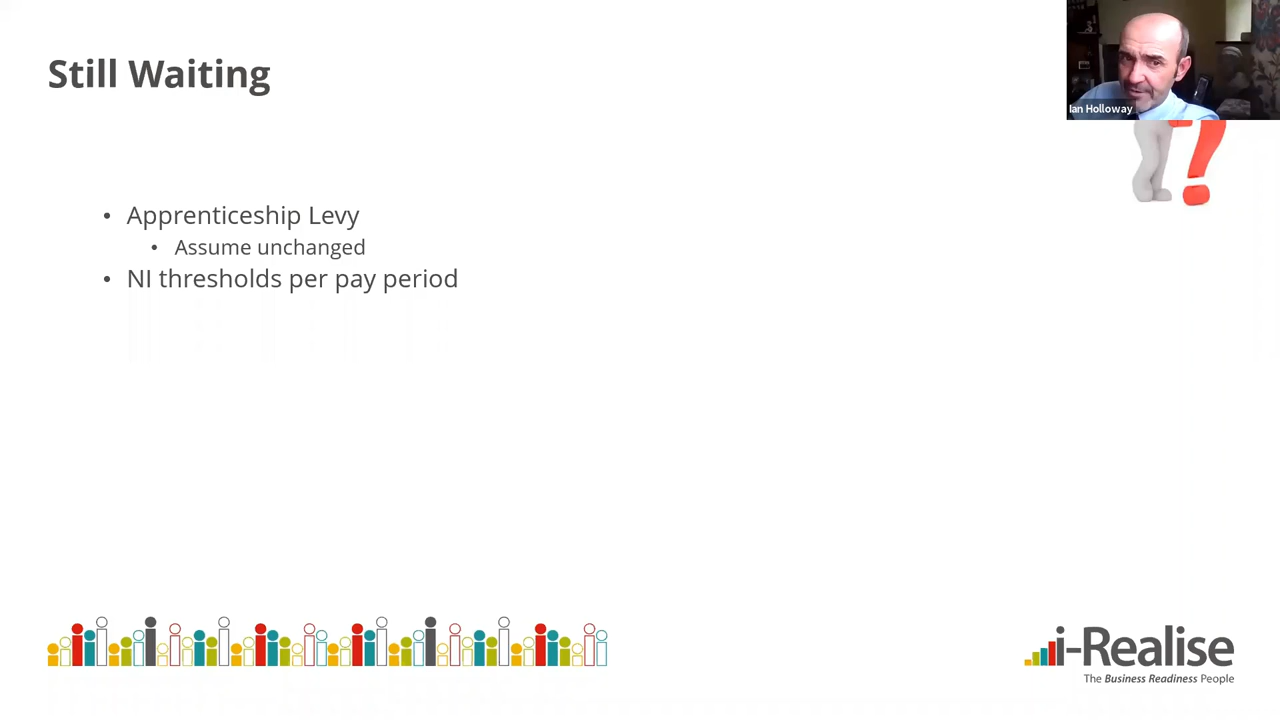 Still Waiting
Ian Holloway
• Apprenticeship Levy
• Assume unchanged
• NI thresholds per pay period
i-Realise
The Business Readiness People